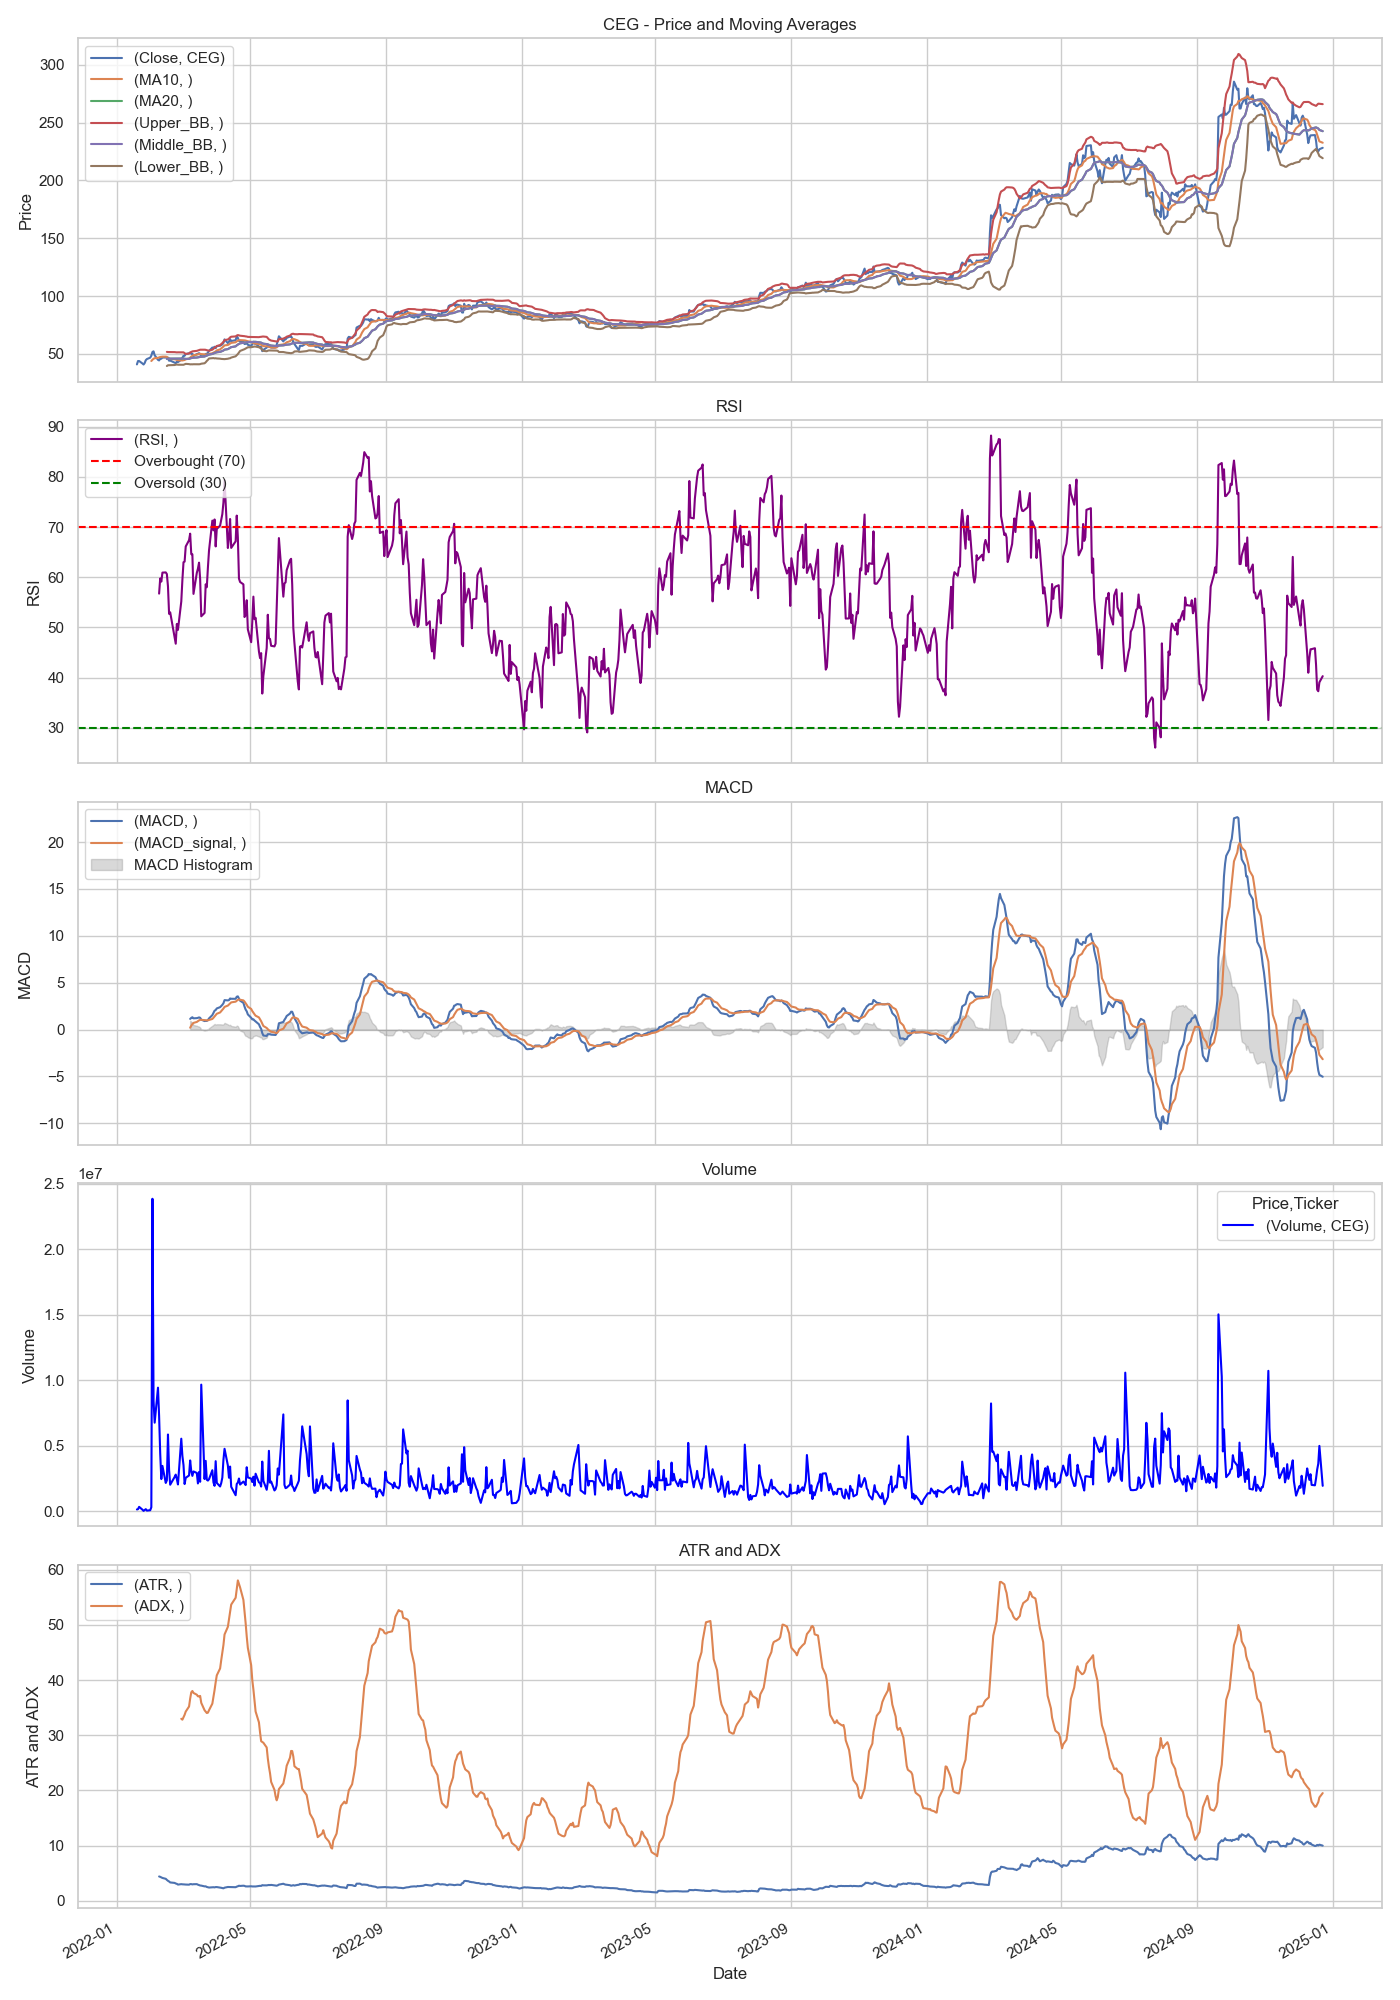 CEG - Price and Moving Averages
(Close, CEG)
(MA10, )
(MA20, )
(Upper_BB, )
(Middle_BB, )
(Lower_BB, )
Price
300
250
200
150
100
50
RSI
(RSI, )
Overbought (70)
Oversold (30)
RSI
90
80
70
60
50
40
30
MACD
(MACD, )
(MACD_signal, )
MACD Histogram
MACD
20
15
10
5
0
−5
−10
Volume
1e7
Price,Ticker
(Volume, CEG)
Volume
2.5
2.0
1.5
1.0
0.5
0.0
ATR and ADX
(ATR, )
(ADX, )
ATR and ADX
60
50
40
30
20
10
0
2022-01
2022-05
2022-09
2023-01
2023-05
2023-09
2024-01
2024-05
2024-09
2025-01
Date